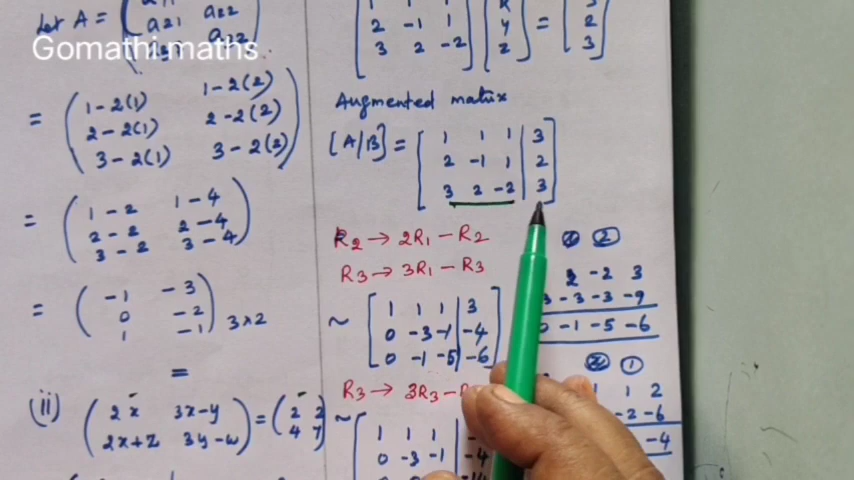 Let A =
a21 a22
Gomathi maths
= ( 1-2(1) 1-2(2)
2-2(1) 2-2(2)
3-2(1) 3-2(2) )
= ( 1-2 1-4
2-2 2-4
3-2 3-4 )
= ( -1 -3
0 -2
1 -1 ) 3×2
=
(ii) ( 2x 3x-y
2x+z 3y-w ) = ( 2 2
4 7
2 -1 1 y = 2
3 2 -2 z 3
Augmented matrix
[A/B] = [ 1 1 1 | 3
2 -1 1 | 2
3 2 -2 | 3 ]
R2 → 2R1 - R2
R3 → 3R1 - R3
~ [ 1 1 1 | 3
0 -3 -1 | -4
0 -1 -5 | -6 ]
R3 → 3R3 -
~ [ 1 1 1
0 -3 -1 -4
2
2 -2 3
-3 -3 -9
-1 -5 -6
1
1 2
-2 -6
-4